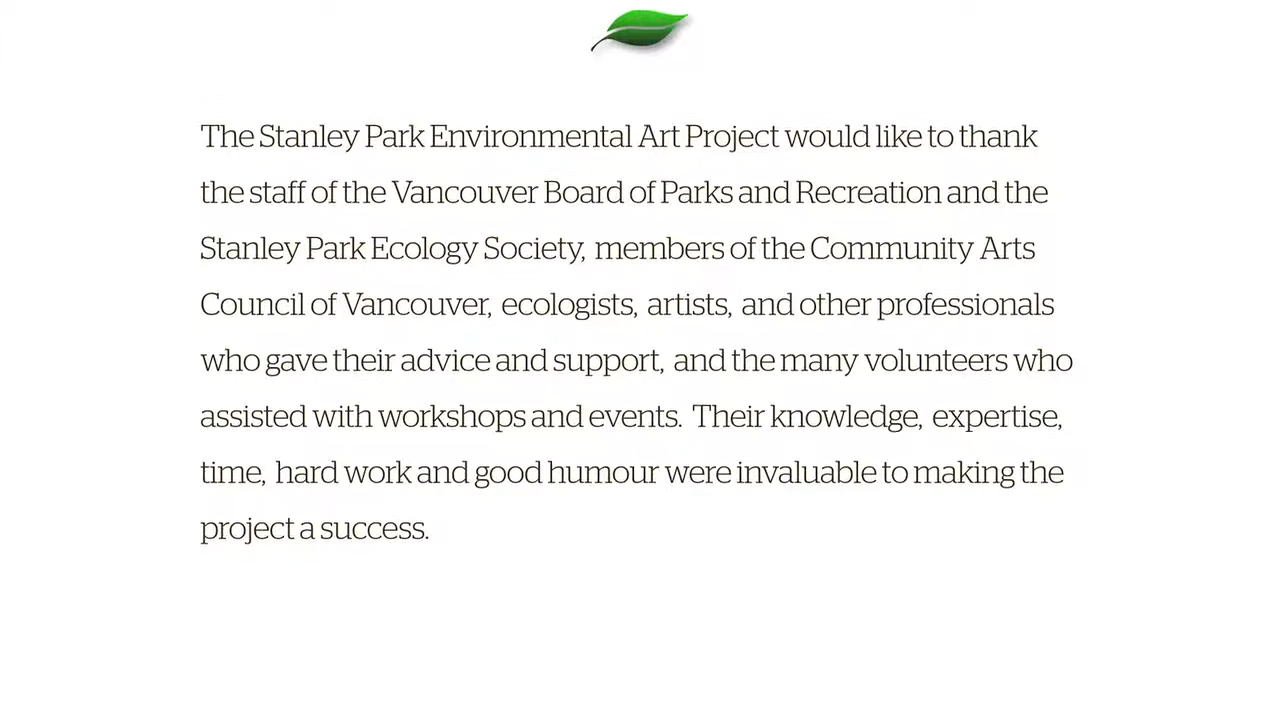 The Stanley Park Environmental Art Project would like to thank
the staff of the Vancouver Board of Parks and Recreation and the
Stanley Park Ecology Society, members of the Community Arts
Council of Vancouver, ecologists, artists, and other professionals
who gave their advice and support, and the many volunteers who
assisted with workshops and events. Their knowledge, expertise,
time, hard work and good humour were invaluable to making the
project a success.